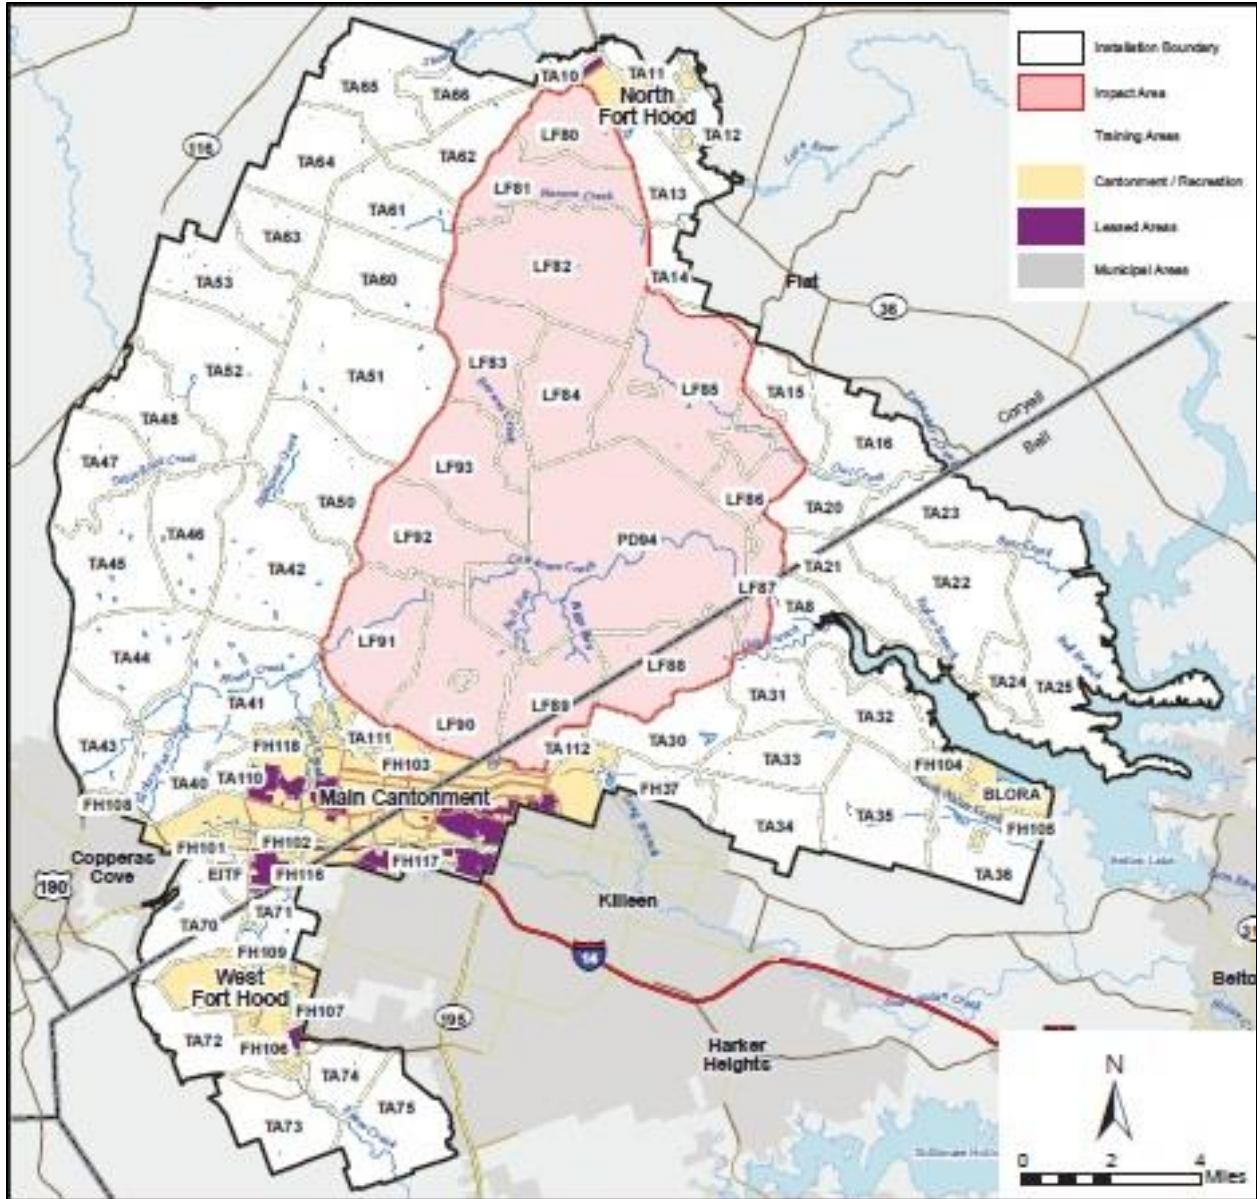 Installation Boundary
Impact Area
Training Areas
Cantonment / Recreation
Leased Areas
Municipal Areas
TA65
TA66
TA10
TA11
North
Fort Hood
TA12
116
TA64
TA62
LF80
LF81
TA13
TA61
TA63
TA53
TA60
LF82
TA14
Flat
36
TA52
TA51
LF83
LF84
LF85
TA15
Coryell
Bell
TA48
TA16
TA47
LF93
Owl Creek
TA50
LF86
TA20
TA23
TA46
LF92
PD94
TA45
TA42
TA21
TA22
LF87
TA8
LF91
TA44
LF88
TA24
TA25
TA31
TA41
LF89
TA32
LF90
TA43
TA111
TA112
TA30
FH118
FH103
TA33
FH104
TA40
TA110
FH37
BLORA
Main Cantonment
FH108
FH105
TA35
TA34
FH101
FH102
Copperas
Cove
FH117
EITF
FH116
TA36
Belton Lake
190
Killeen
TA71
TA70
FH109
14
West
Fort Hood
FH107
195
TA72
FH106
Harker
Heights
TA74
TA75
TA73
N
0 2 4
Miles